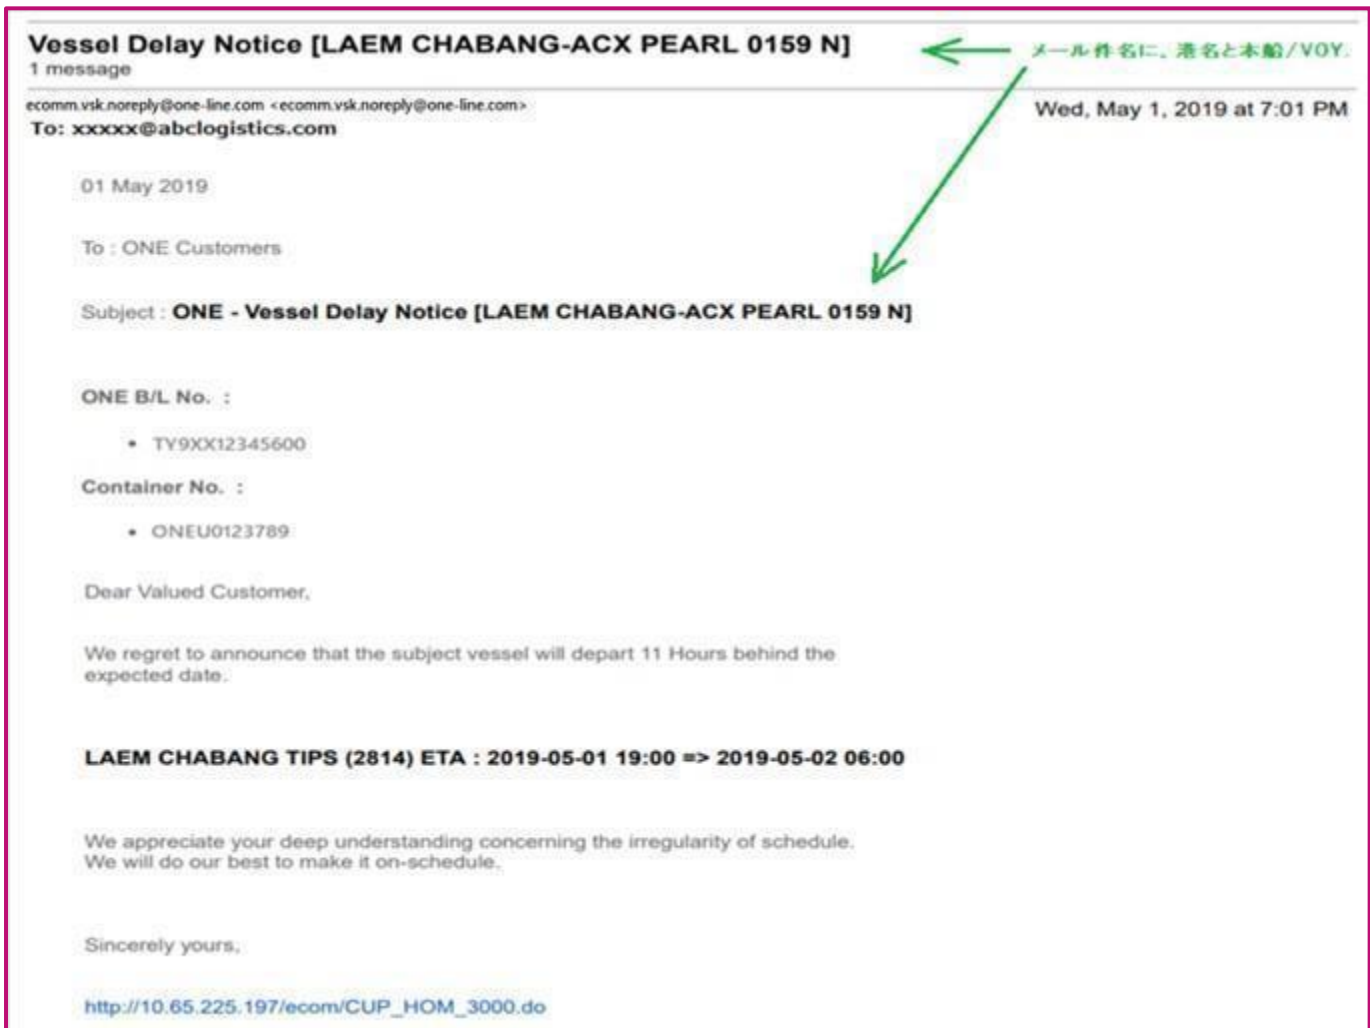 Vessel Delay Notice [LAEM CHABANG-ACX PEARL 0159 N]
メール件名に、港名と本船/VOY.
1 message
ecomm.vsk.noreply@one-line.com <ecomm.vsk.noreply@one-line.com>
Wed, May 1, 2019 at 7:01 PM
To: xxxxx@abclogistics.com
01 May 2019
To : ONE Customers
Subject : ONE - Vessel Delay Notice [LAEM CHABANG-ACX PEARL 0159 N]
ONE B/L No. :
• TY9XX12345600
Container No. :
• ONEU0123789
Dear Valued Customer,
We regret to announce that the subject vessel will depart 11 Hours behind the
expected date.
LAEM CHABANG TIPS (2814) ETA : 2019-05-01 19:00 => 2019-05-02 06:00
We appreciate your deep understanding concerning the irregularity of schedule.
We will do our best to make it on-schedule.
Sincerely yours,
http://10.65.225.197/ecom/CUP_HOM_3000.do